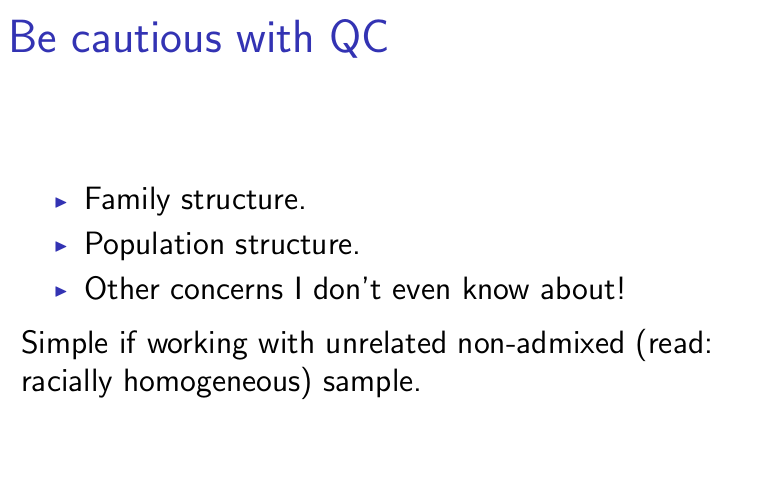 Be cautious with QC
▸ Family structure.
▸ Population structure.
▸ Other concerns I don't even know about!
Simple if working with unrelated non-admixed (read:
racially homogeneous) sample.